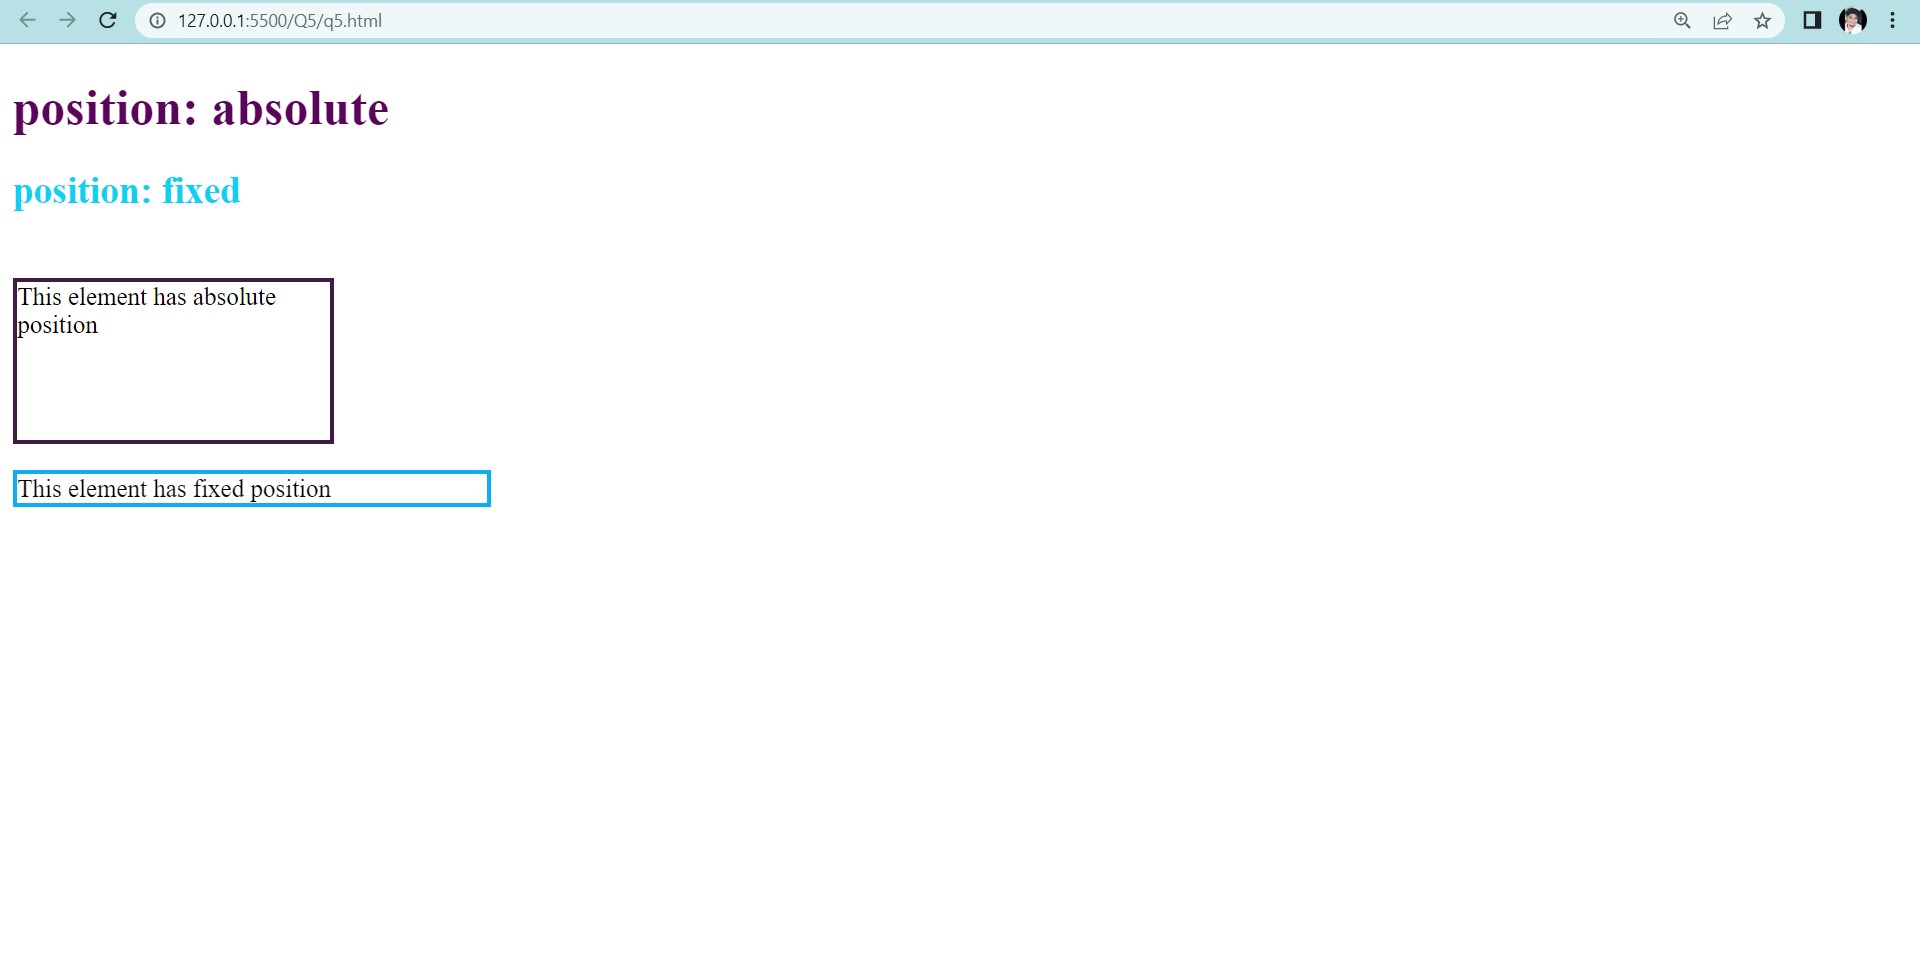 127.0.0.1:5500/Q5/q5.html
position: absolute
position: fixed
This element has absolute
position
This element has fixed position